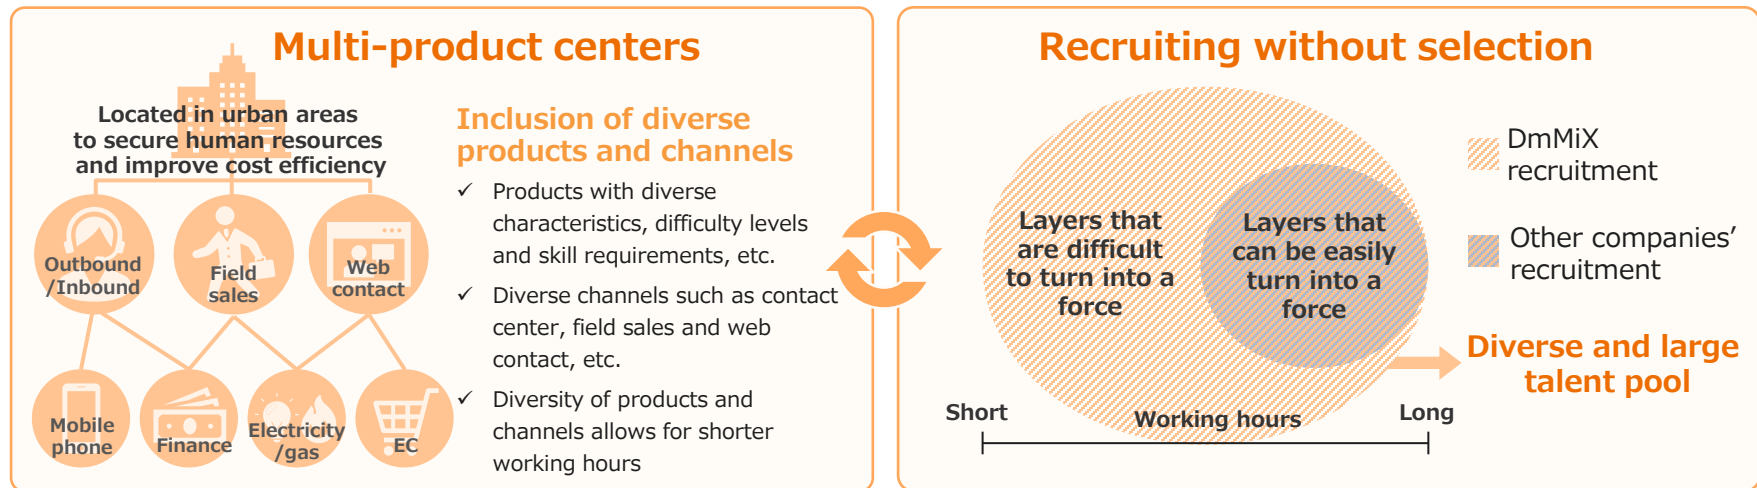 Multi-product centers
Located in urban areas
to secure human resources
and improve cost efficiency
Outbound
/Inbound
Field
sales
Web
contact
Mobile
phone
Finance
Electricity
/gas
EC
Inclusion of diverse
products and channels
✓ Products with diverse
characteristics, difficulty levels
and skill requirements, etc.
✓ Diverse channels such as contact
center, field sales and web
contact, etc.
✓ Diversity of products and
channels allows for shorter
working hours
Recruiting without selection
Layers that
are difficult
to turn into a
force
Layers that
can be easily
turn into a
force
DmMiX
recruitment
Other companies’
recruitment
Diverse and large
talent pool
Short
Working hours
Long